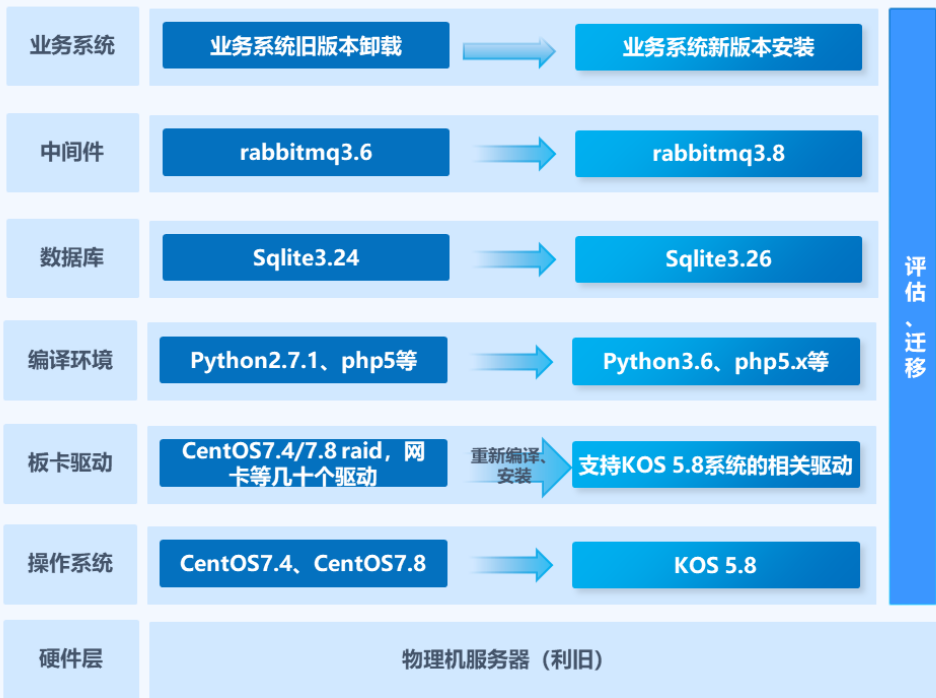 业务系统
业务系统旧版本卸载
业务系统新版本安装
中间件
rabbitmq3.6
rabbitmq3.8
数据库
Sqlite3.24
Sqlite3.26
编译环境
Python2.7.1、php5等
Python3.6、php5.x等
板卡驱动
CentOS7.4/7.8 raid，网
卡等几十个驱动
重新编译、
安装
支持KOS 5.8系统的相关驱动
操作系统
CentOS7.4、CentOS7.8
KOS 5.8
硬件层
物理机服务器（利旧）
评估、迁移